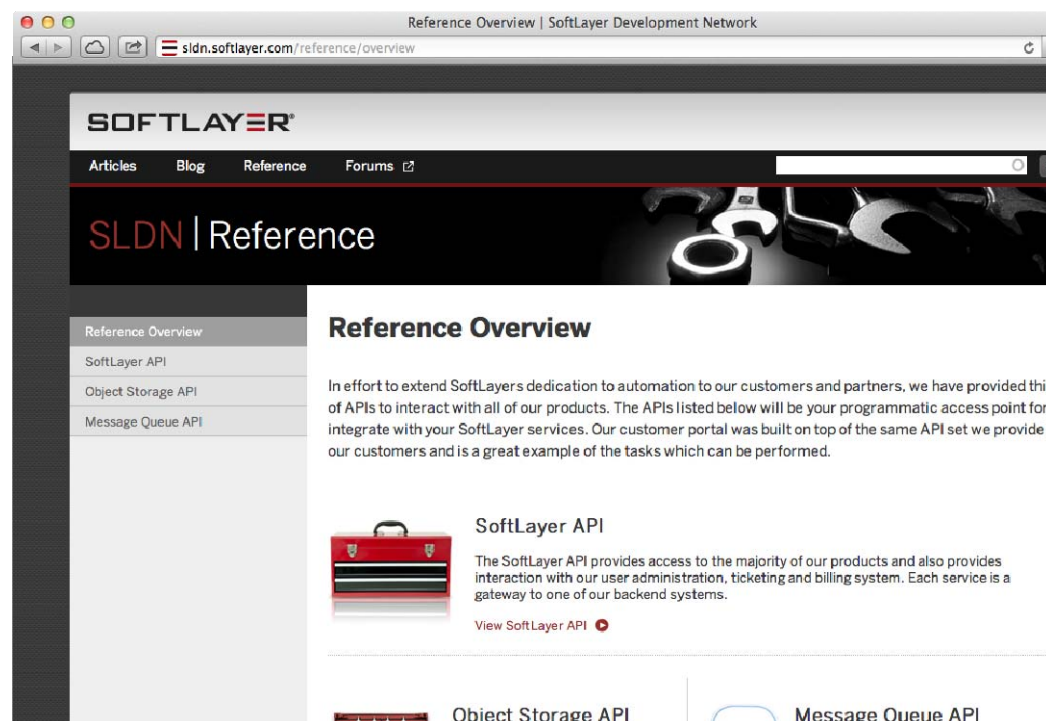 Reference Overview | SoftLayer Development Network
sldn.softlayer.com/reference/overview
SOFTLAYER®
Articles Blog Reference Forums
SLDN | Reference
Reference Overview
SoftLayer API
Object Storage API
Message Queue API
Reference Overview
In effort to extend SoftLayers dedication to automation to our customers and partners, we have provided thi
of APIs to interact with all of our products. The APIs listed below will be your programmatic access point for
integrate with your SoftLayer services. Our customer portal was built on top of the same API set we provide
our customers and is a great example of the tasks which can be performed.
SoftLayer API
The SoftLayer API provides access to the majority of our products and also provides
interaction with our user administration, ticketing and billing system. Each service is a
gateway to one of our backend systems.
View SoftLayer API
Object Storage API
Message Queue API